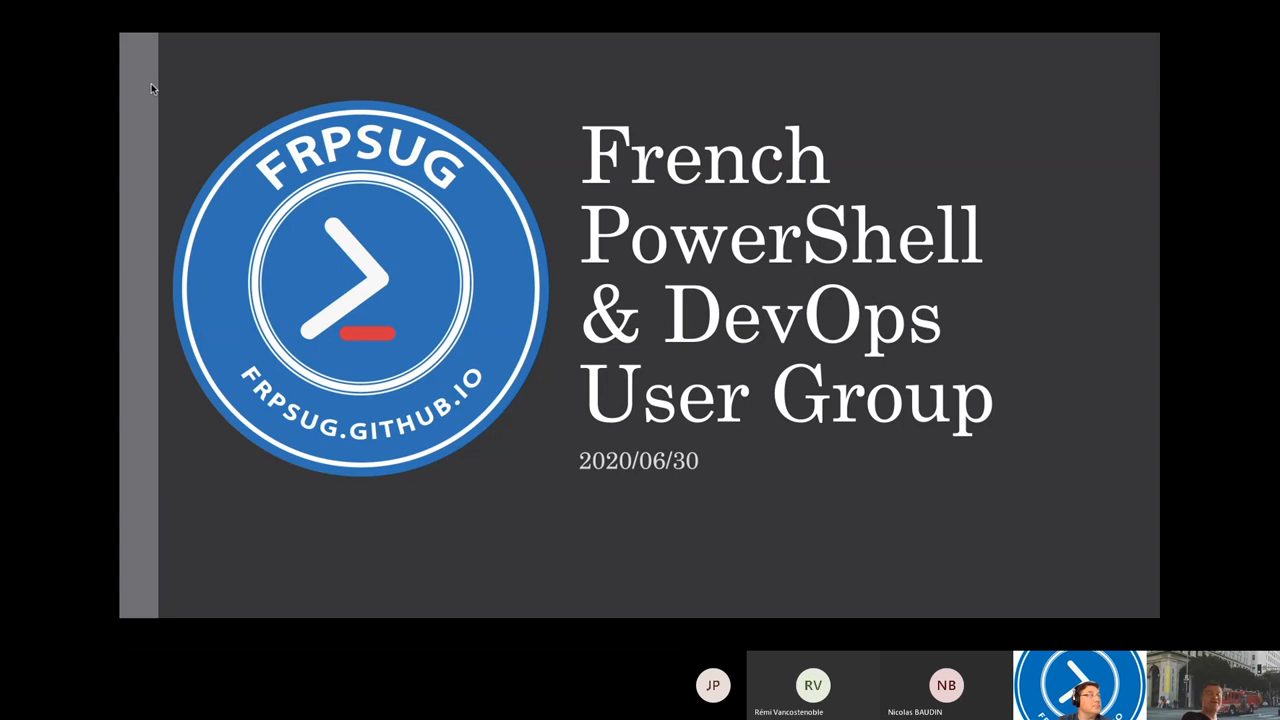 FRPSUG
FRPSUG.GITHUB.IO
French
PowerShell
& DevOps
User Group
2020/06/30
JP
RV
NB
Rémi Vancostenoble
Nicolas BAUDIN